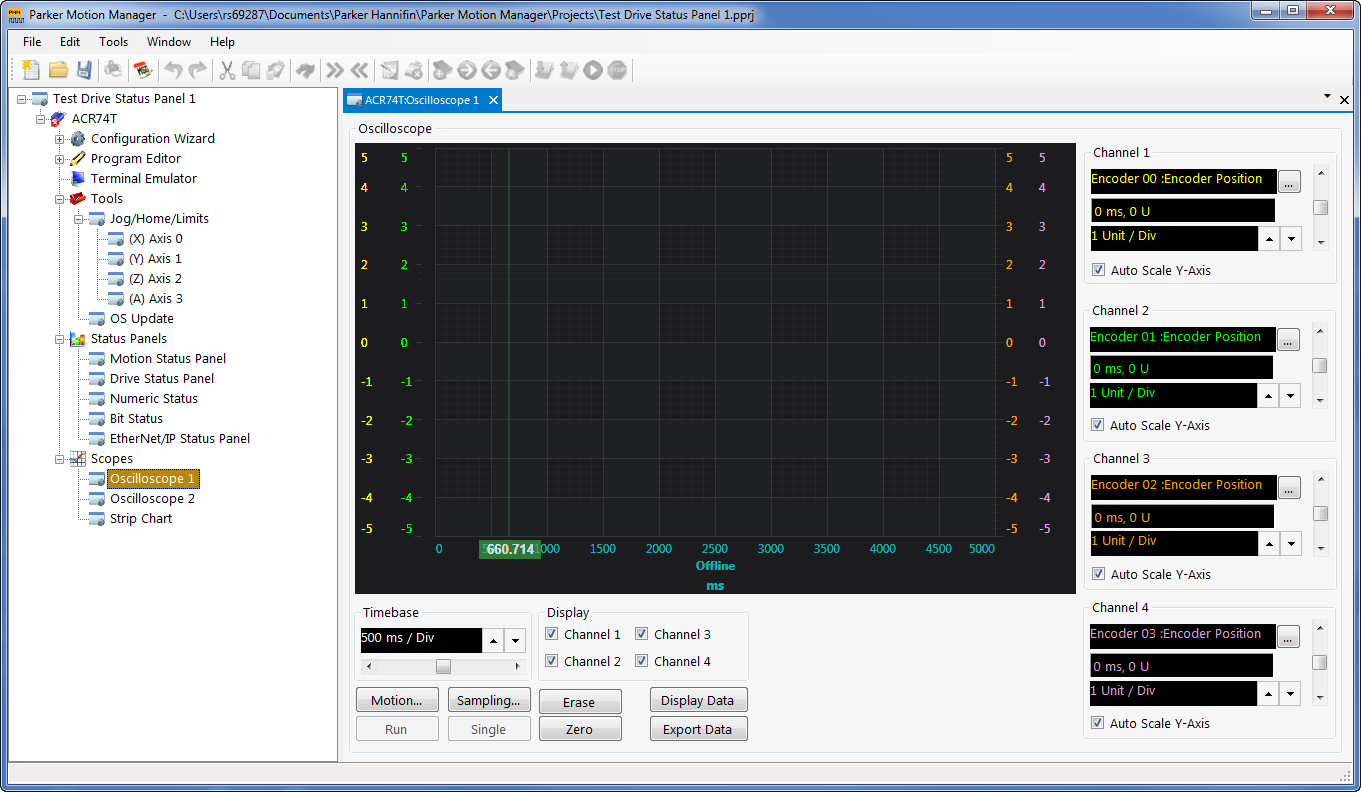 Parker Motion Manager - C:\Users\rs69287\Documents\Parker Hannifin\Parker Motion Manager\Projects\Test Drive Status Panel 1.pprj
File Edit Tools Window Help
Test Drive Status Panel 1
ACR74T
Configuration Wizard
Program Editor
Terminal Emulator
Tools
Jog/Home/Limits
(X) Axis 0
(Y) Axis 1
(Z) Axis 2
(A) Axis 3
OS Update
Status Panels
Motion Status Panel
Drive Status Panel
Numeric Status
Bit Status
EtherNet/IP Status Panel
Scopes
Oscilloscope 1
Oscilloscope 2
Strip Chart
ACR74T:Oscilloscope 1
Oscilloscope
5 5 5 5
4 4 4 4
3 3 3 3
2 2 2 2
1 1 1 1
0 0 0 0
-1 -1 -1 -1
-2 -2 -2 -2
-3 -3 -3 -3
-4 -4 -4 -4
-5 -5 -5 -5
0 660.714 1000 1500 2000 2500 3000 3500 4000 4500 5000
Offline
ms
Timebase
500 ms / Div
Display
Channel 1 Channel 3
Channel 2 Channel 4
Motion... Sampling... Erase Display Data
Run Single Zero Export Data
Channel 1
Encoder 00 :Encoder Position ...
0 ms, 0 U
1 Unit / Div
Auto Scale Y-Axis
Channel 2
Encoder 01 :Encoder Position ...
0 ms, 0 U
1 Unit / Div
Auto Scale Y-Axis
Channel 3
Encoder 02 :Encoder Position ...
0 ms, 0 U
1 Unit / Div
Auto Scale Y-Axis
Channel 4
Encoder 03 :Encoder Position ...
0 ms, 0 U
1 Unit / Div
Auto Scale Y-Axis